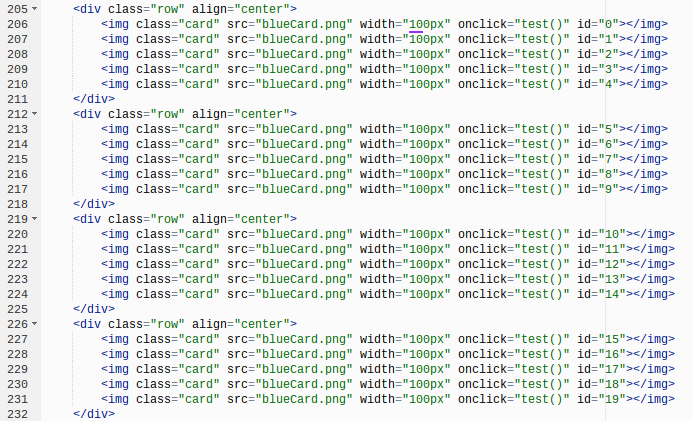 205 <div class="row" align="center">
206 <img class="card" src="blueCard.png" width="100px" onclick="test()" id="0"></img>
207 <img class="card" src="blueCard.png" width="100px" onclick="test()" id="1"></img>
208 <img class="card" src="blueCard.png" width="100px" onclick="test()" id="2"></img>
209 <img class="card" src="blueCard.png" width="100px" onclick="test()" id="3"></img>
210 <img class="card" src="blueCard.png" width="100px" onclick="test()" id="4"></img>
211 </div>
212 <div class="row" align="center">
213 <img class="card" src="blueCard.png" width="100px" onclick="test()" id="5"></img>
214 <img class="card" src="blueCard.png" width="100px" onclick="test()" id="6"></img>
215 <img class="card" src="blueCard.png" width="100px" onclick="test()" id="7"></img>
216 <img class="card" src="blueCard.png" width="100px" onclick="test()" id="8"></img>
217 <img class="card" src="blueCard.png" width="100px" onclick="test()" id="9"></img>
218 </div>
219 <div class="row" align="center">
220 <img class="card" src="blueCard.png" width="100px" onclick="test()" id="10"></img>
221 <img class="card" src="blueCard.png" width="100px" onclick="test()" id="11"></img>
222 <img class="card" src="blueCard.png" width="100px" onclick="test()" id="12"></img>
223 <img class="card" src="blueCard.png" width="100px" onclick="test()" id="13"></img>
224 <img class="card" src="blueCard.png" width="100px" onclick="test()" id="14"></img>
225 </div>
226 <div class="row" align="center">
227 <img class="card" src="blueCard.png" width="100px" onclick="test()" id="15"></img>
228 <img class="card" src="blueCard.png" width="100px" onclick="test()" id="16"></img>
229 <img class="card" src="blueCard.png" width="100px" onclick="test()" id="17"></img>
230 <img class="card" src="blueCard.png" width="100px" onclick="test()" id="18"></img>
231 <img class="card" src="blueCard.png" width="100px" onclick="test()" id="19"></img>
232 </div>